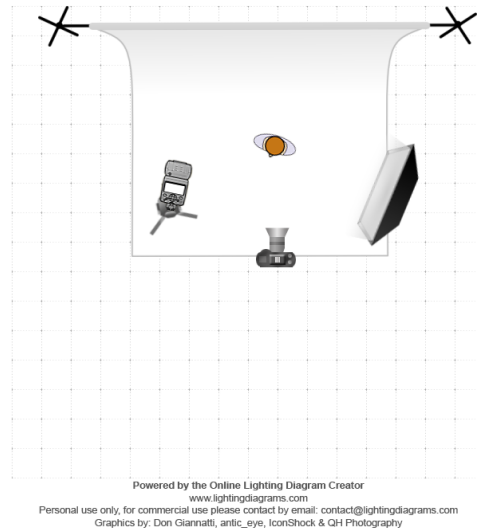 Powered by the Online Lighting Diagram Creator
www.lightingdiagrams.com
Personal use only, for commercial use please contact by email: contact@lightingdiagrams.com
Graphics by: Don Giannatti, antic_eye, IconShock & QH Photography